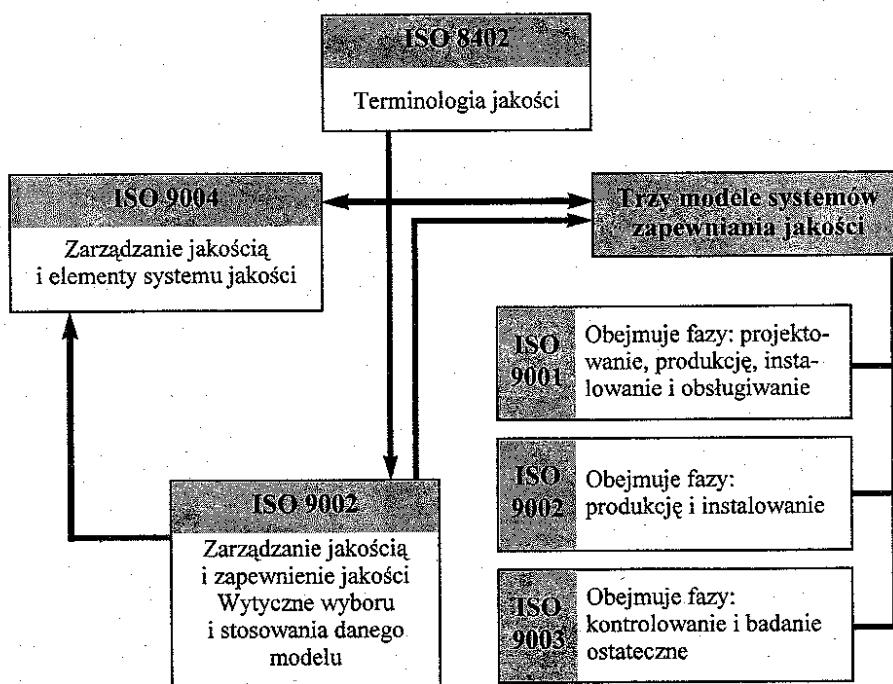 ISO 8402
Terminologia jakości
ISO 9004
Zarządzanie jakością
i elementy systemu jakości
Trzy modele systemów
zapewniania jakości
ISO
9001
Obejmuje fazy: projekto-
wanie, produkcję, insta-
lowanie i obsługiwanie
ISO
9002
Obejmuje fazy:
produkcję i instalowanie
ISO
9003
Obejmuje fazy:
kontrolowanie i badanie
ostateczne
ISO 9002
Zarządzanie jakością
i zapewnienie jakości
Wytyczne wyboru
i stosowania danego
modelu